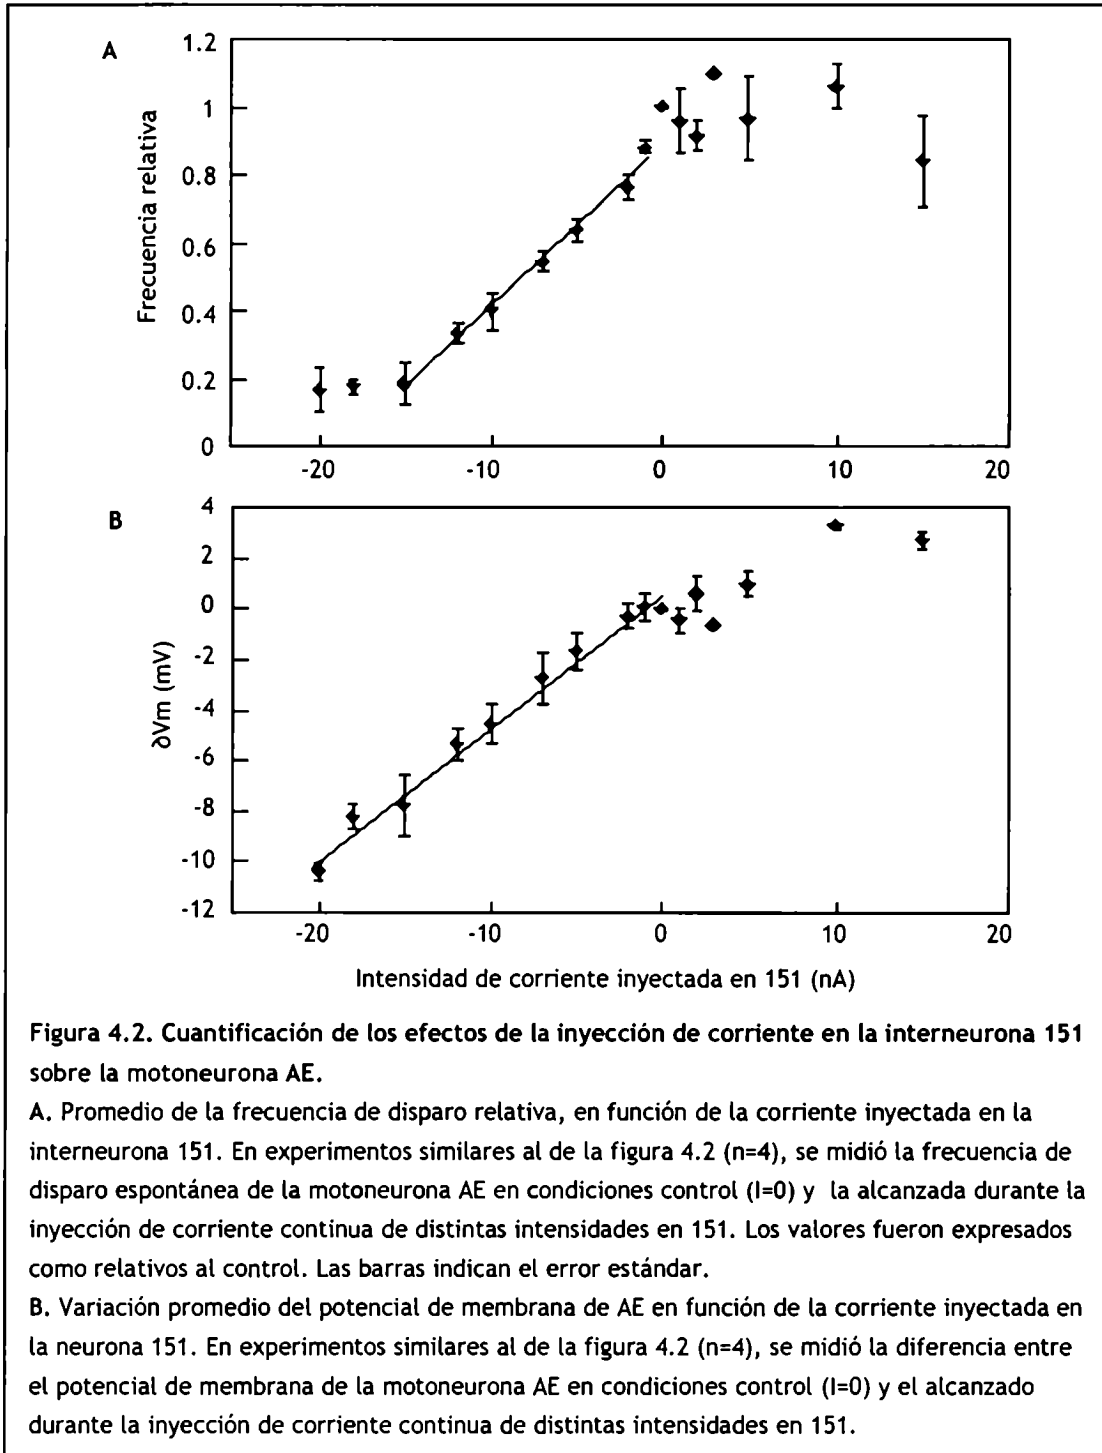 A
1.2
1
0.8
0.6
0.4
0.2
0
Frecuencia relativa
-20 -10 0 10 20
B
4
2
0
-2
-4
-6
-8
-10
-12
∂Vm (mV)
-20 -10 0 10 20
Intensidad de corriente inyectada en 151 (nA)
Figura 4.2. Cuantificación de los efectos de la inyección de corriente en la interneurona 151
sobre la motoneurona AE.
A. Promedio de la frecuencia de disparo relativa, en función de la corriente inyectada en la
interneurona 151. En experimentos similares al de la figura 4.2 (n=4), se midió la frecuencia de
disparo espontánea de la motoneurona AE en condiciones control (I=0) y la alcanzada durante la
inyección de corriente continua de distintas intensidades en 151. Los valores fueron expresados
como relativos al control. Las barras indican el error estándar.
B. Variación promedio del potencial de membrana de AE en función de la corriente inyectada en
la neurona 151. En experimentos similares al de la figura 4.2 (n=4), se midió la diferencia entre
el potencial de membrana de la motoneurona AE en condiciones control (I=0) y el alcanzado
durante la inyección de corriente continua de distintas intensidades en 151.